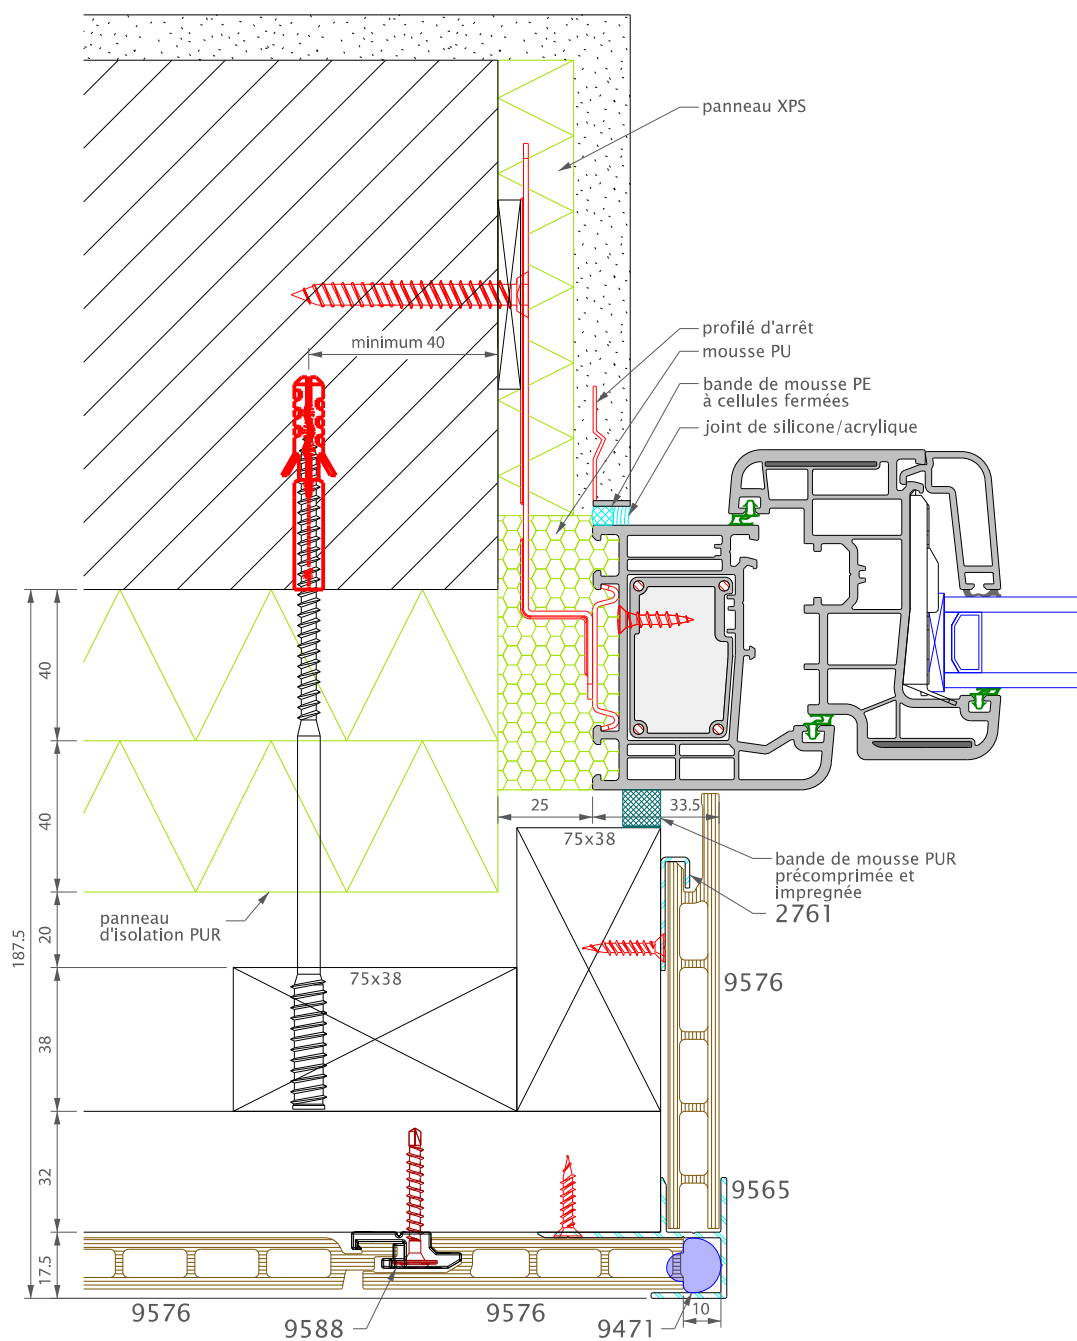 panneau XPS
profilé d'arrêt
minimum 40
mousse PU
bande de mousse PE
à cellules fermées
joint de silicone/acrylique
40
40
25
33.5
75x38
bande de mousse PUR
précomprimée et
impregnée
2761
panneau
d'isolation PUR
20
187.5
75x38
9576
38
32
9565
17.5
10
9576
9588
9576
9471